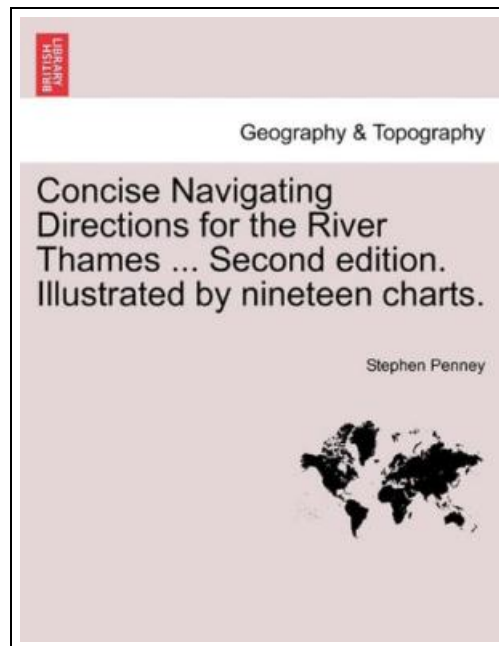 BRITISH
LIBRARY
Geography & Topography
Concise Navigating
Directions for the River
Thames ... Second edition.
Illustrated by nineteen charts.
Stephen Penney